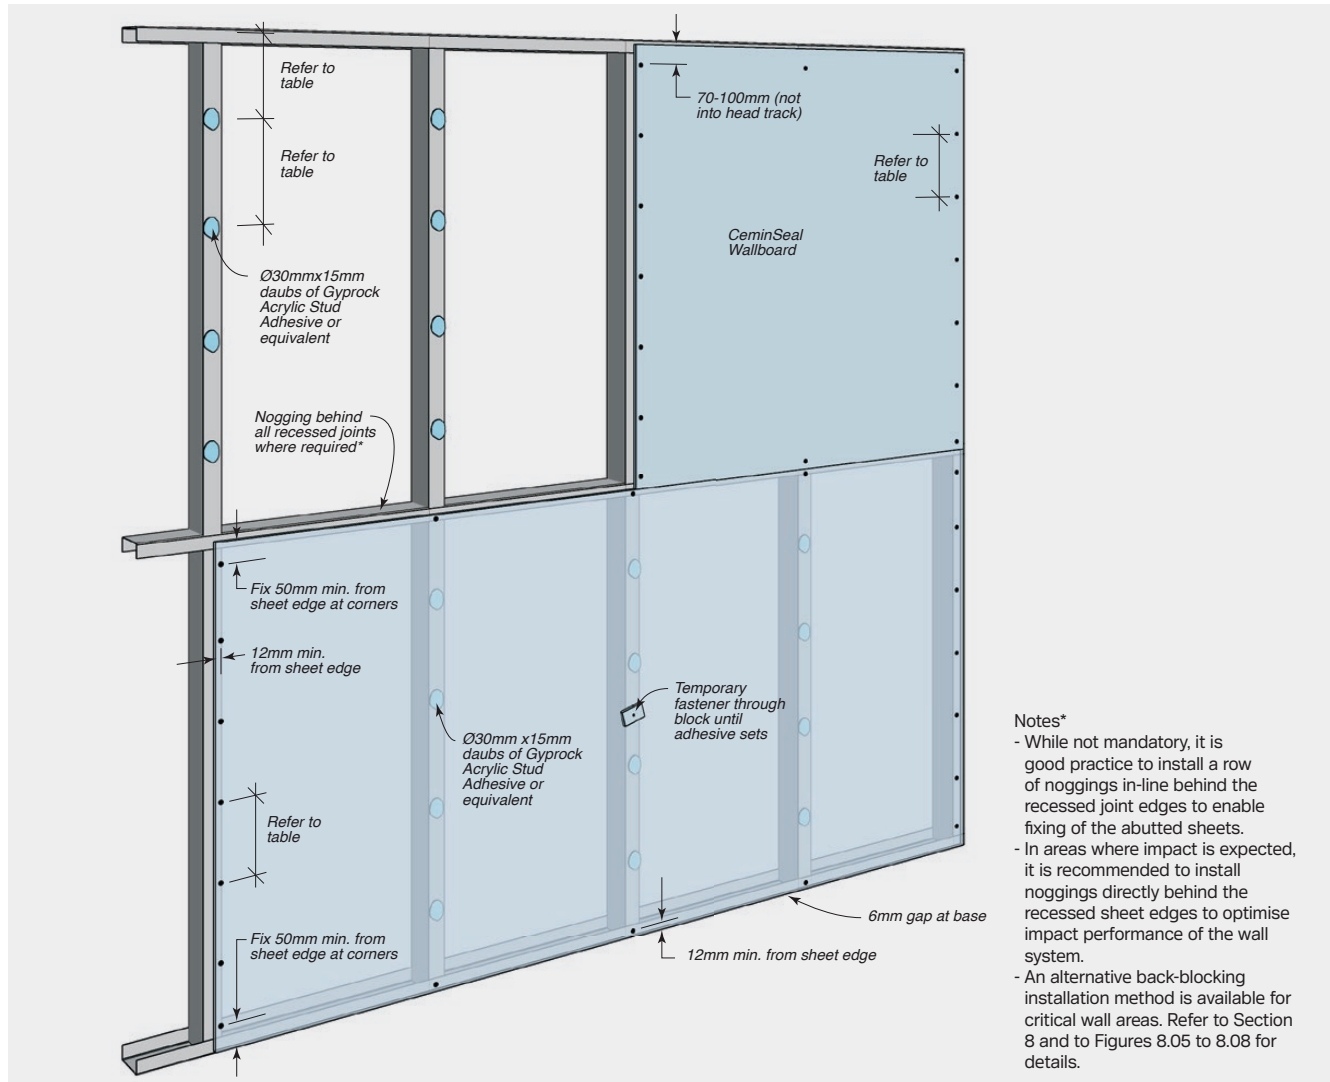 Refer to
table
70-100mm (not
into head track)
Refer to
table
Refer to
table
CeminSeal
Wallboard
Ø30mmx15mm
daubs of Gyprock
Acrylic Stud
Adhesive or
equivalent
Nogging behind
all recessed joints
where required*
Fix 50mm min. from
sheet edge at corners
12mm min.
from sheet edge
Temporary
fastener through
block until
adhesive sets
Ø30mm x15mm
daubs of Gyprock
Acrylic Stud
Adhesive or
equivalent
Refer to
table
6mm gap at base
Fix 50mm min. from
sheet edge at corners
12mm min. from sheet edge
Notes*
- While not mandatory, it is
good practice to install a row
of noggings in-line behind the
recessed joint edges to enable
fixing of the abutted sheets.
- In areas where impact is expected,
it is recommended to install
noggings directly behind the
recessed sheet edges to optimise
impact performance of the wall
system.
- An alternative back-blocking
installation method is available for
critical wall areas. Refer to Section
8 and to Figures 8.05 to 8.08 for
details.